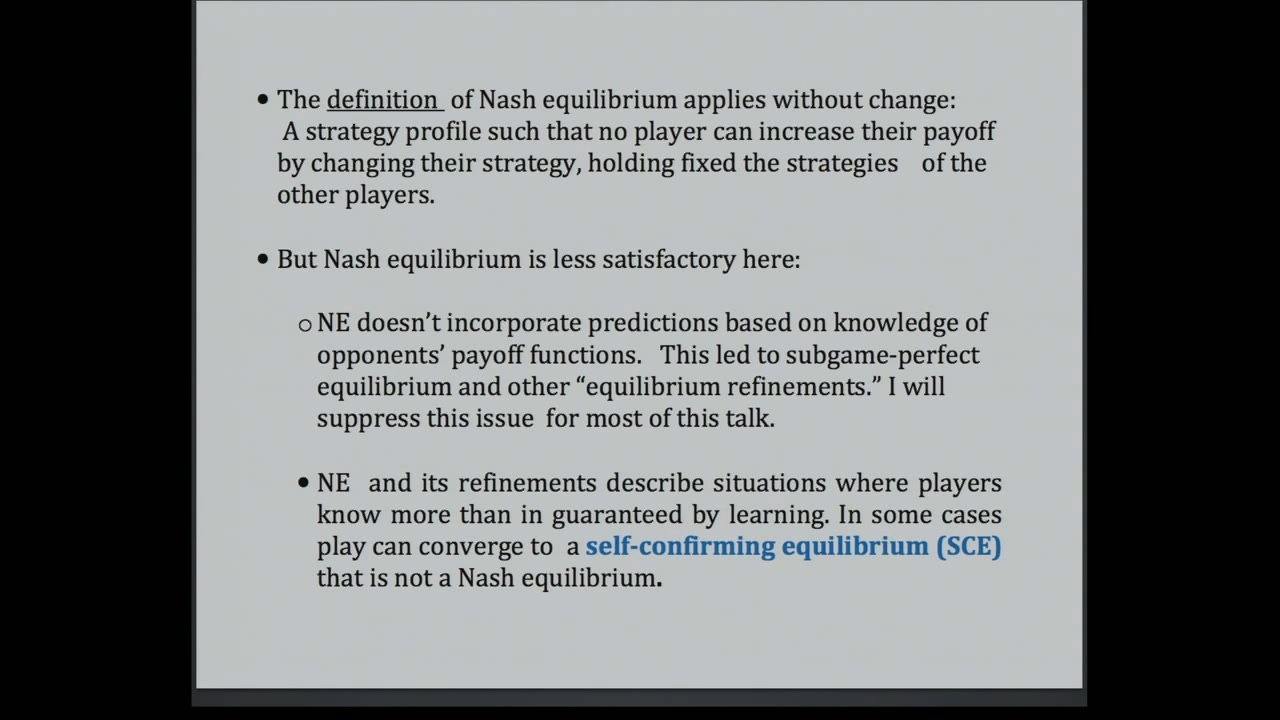 • The definition of Nash equilibrium applies without change:
A strategy profile such that no player can increase their payoff
by changing their strategy, holding fixed the strategies of the
other players.
• But Nash equilibrium is less satisfactory here:
○ NE doesn’t incorporate predictions based on knowledge of
opponents’ payoff functions. This led to subgame-perfect
equilibrium and other “equilibrium refinements.” I will
suppress this issue for most of this talk.
• NE and its refinements describe situations where players
know more than in guaranteed by learning. In some cases
play can converge to a self-confirming equilibrium (SCE)
that is not a Nash equilibrium.